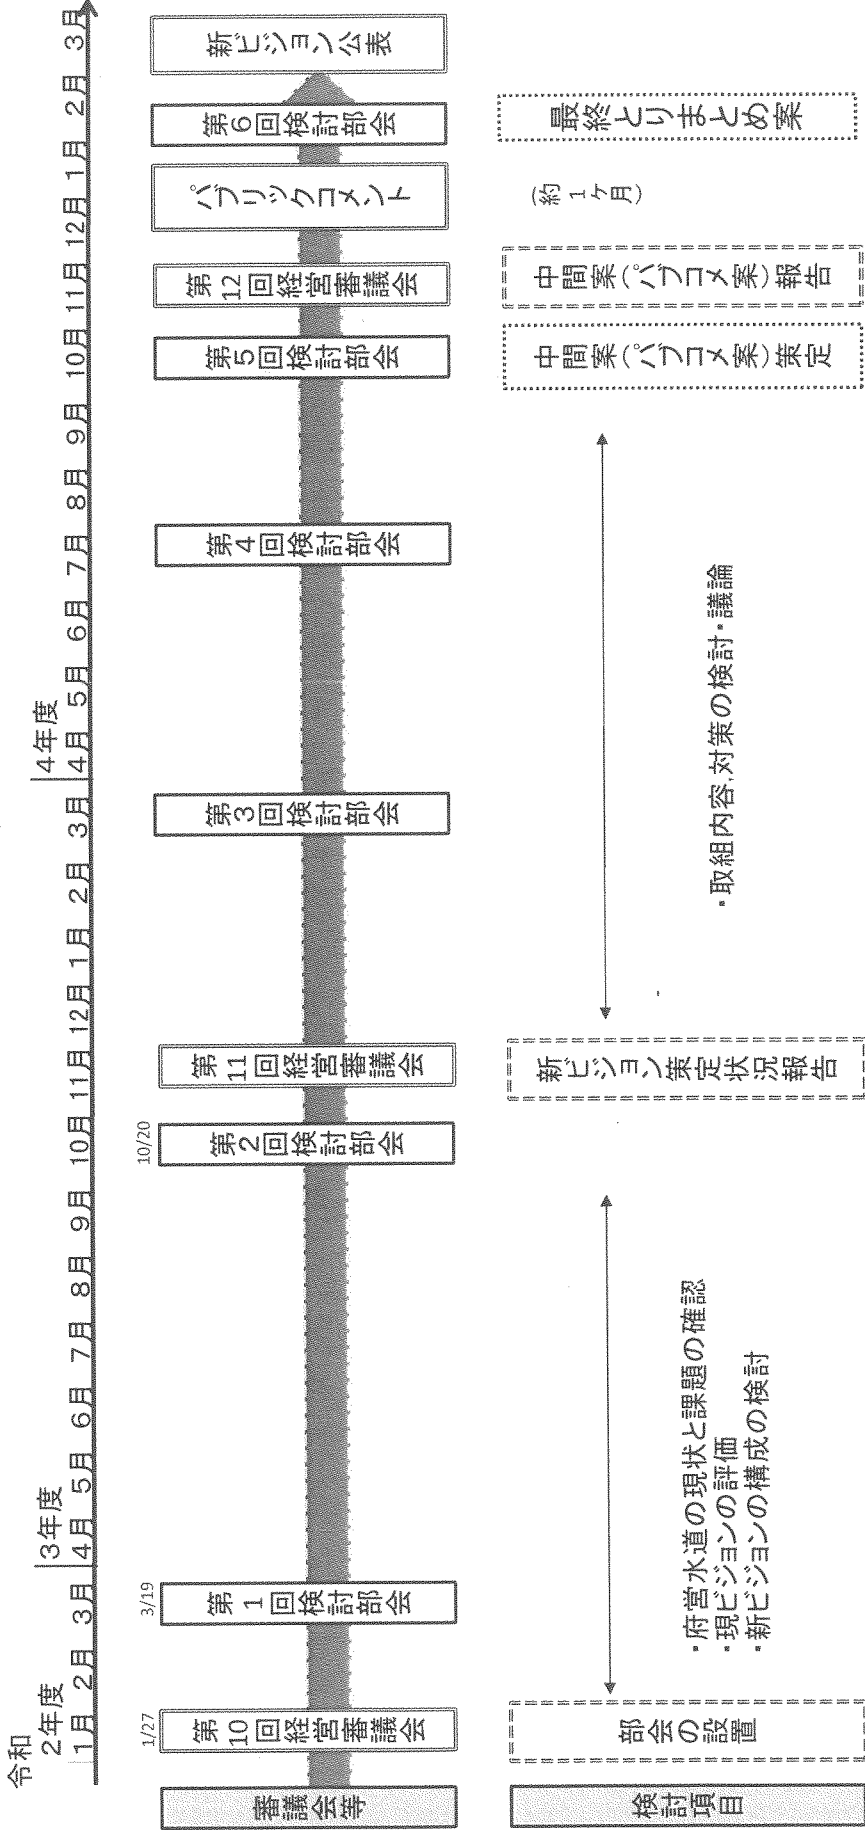 令和
2年度
3年度
4年度
1月 2月 3月 4月 5月 6月 7月 8月 9月 10月 11月 12月 1月 2月 3月 4月 5月 6月 7月 8月 9月 10月 11月 12月 1月 2月 3月
審議会等
1/27
第10回経営審議会
3/19
第1回検討部会
10/20
第2回検討部会
第11回経営審議会
第3回検討部会
第4回検討部会
第5回検討部会
第12回経営審議会
パブリックコメント
第6回検討部会
新ビジョン公表
検討項目
部会の設置
新ビジョン策定状況報告
中間案(パブコメ案)策定
中間案(パブコメ案)報告
(約1ケ月)
最終とりまとめ案
・府営水道の現状と課題の確認
・現ビジョンの評価
・新ビジョンの構成の検討
・取組内容、対策の検討・議論